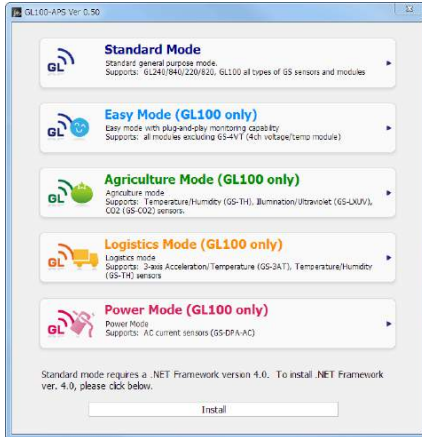 GL100-APS Ver 0.50
GL
Standard Mode
Standard general purpose mode.
Supports: GL240/840/220/820, GL100 all types of GS sensors and modules
GL
Easy Mode (GL100 only)
Easy mode with plug-and-play monitoring capability
Supports: all modules excluding GS-4VT (4ch voltage/temp module)
GL
Agriculture Mode (GL100 only)
Agriculture mode
Supports: Temperature/Humidity (GS-TH), Illumination/Ultraviolet (GS-LXUV),
CO2 (GS-CO2) sensors.
GL
Logistics Mode (GL100 only)
Logistics mode
Supports: 3-axis Acceleration/Temperature (GS-3AT), Temperature/Humidity
(GS-TH) sensors
GL
Power Mode (GL100 only)
Power Mode
Supports: AC current sensors (GS-DPA-AC)
Standard mode requires a .NET Framework version 4.0. To install .NET Framework
ver. 4.0, please click below.
Install